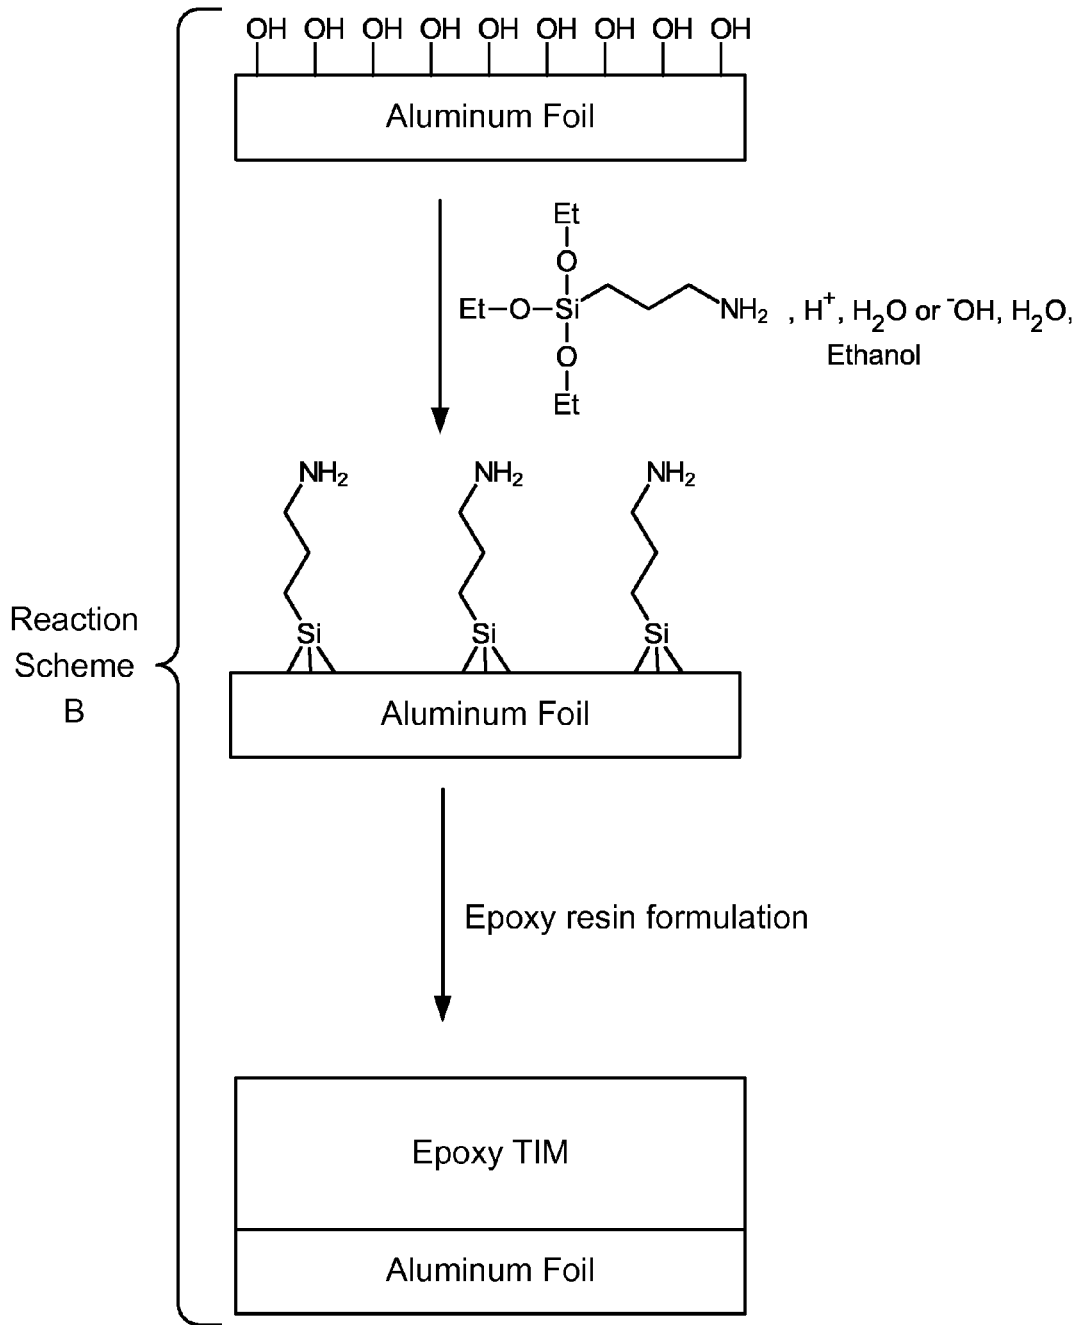 OH OH OH OH OH OH OH OH OH
Aluminum Foil
Et
O
Et–O–Si NH₂ , H⁺, H₂O or ⁻OH, H₂O,
O Ethanol
Et
NH₂ NH₂ NH₂
Reaction
Scheme
B
Si Si Si
Aluminum Foil
Epoxy resin formulation
Epoxy TIM
Aluminum Foil